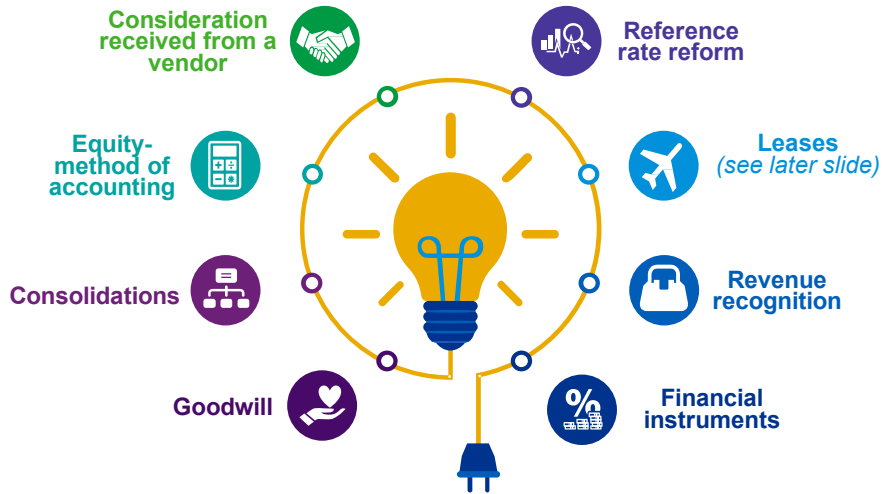 Consideration
received from a
vendor
Reference
rate reform
Equity-
method of
accounting
Leases
(see later slide)
Consolidations
Revenue
recognition
Goodwill
%
Financial
instruments